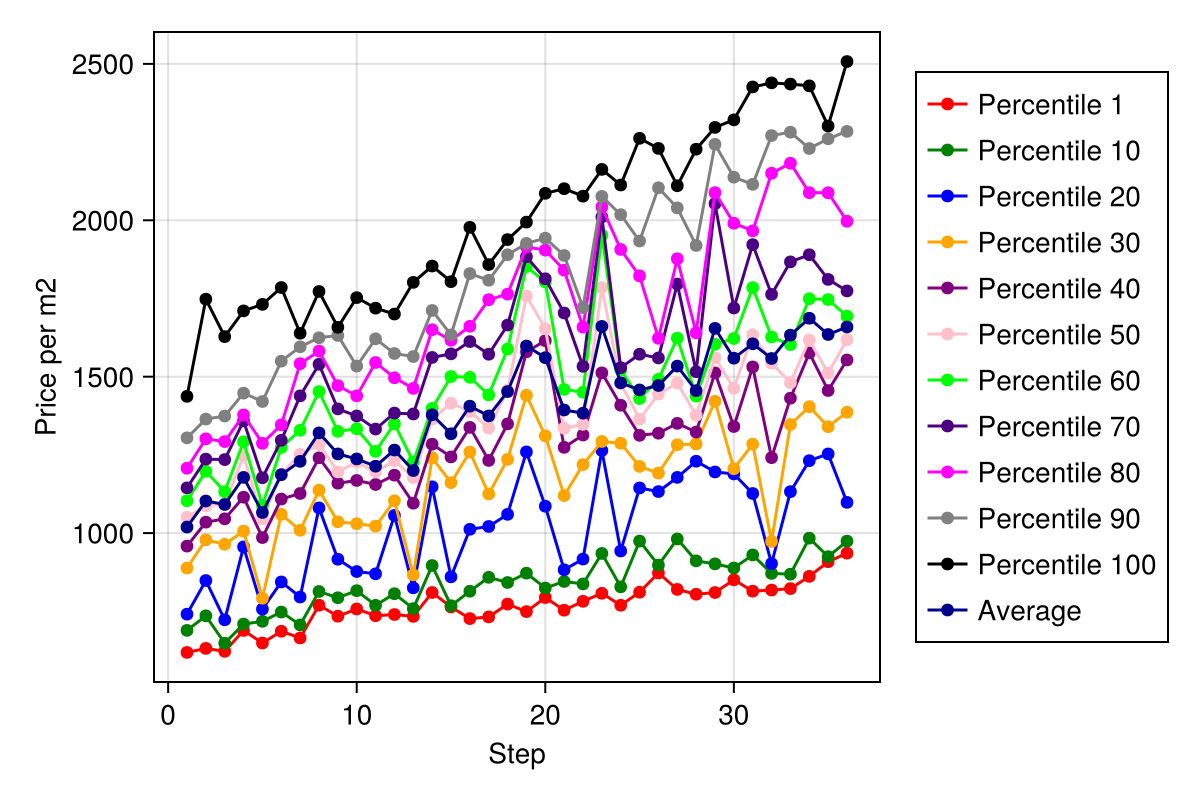 2500
2000
1500
1000
Price per m2
0
10
20
30
Step
Percentile 1
Percentile 10
Percentile 20
Percentile 30
Percentile 40
Percentile 50
Percentile 60
Percentile 70
Percentile 80
Percentile 90
Percentile 100
Average